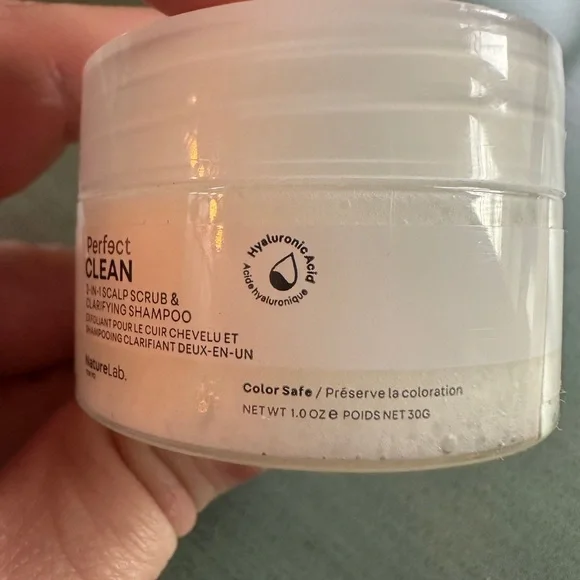 Perfect
CLEAN
2-IN-1 SCALP SCRUB &
CLARIFYING SHAMPOO
EXFOLIANT POUR LE CUIR CHEVELU ET
SHAMPOOING CLARIFIANT DEUX-EN-UN
NatureLab.
TOKYO
Hyaluronic Acid
Acide hyaluronique
Color Safe / Préserve la coloration
NET WT 1.0 OZ e POIDS NET 30G